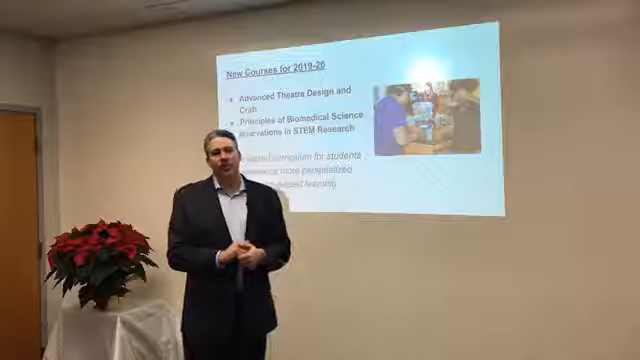 New Courses for 2019-20
• Advanced Theatre Design and
Craft
• Principles of Biomedical Science
Innovations in STEM Research
curriculum for students
more personalized
based learning